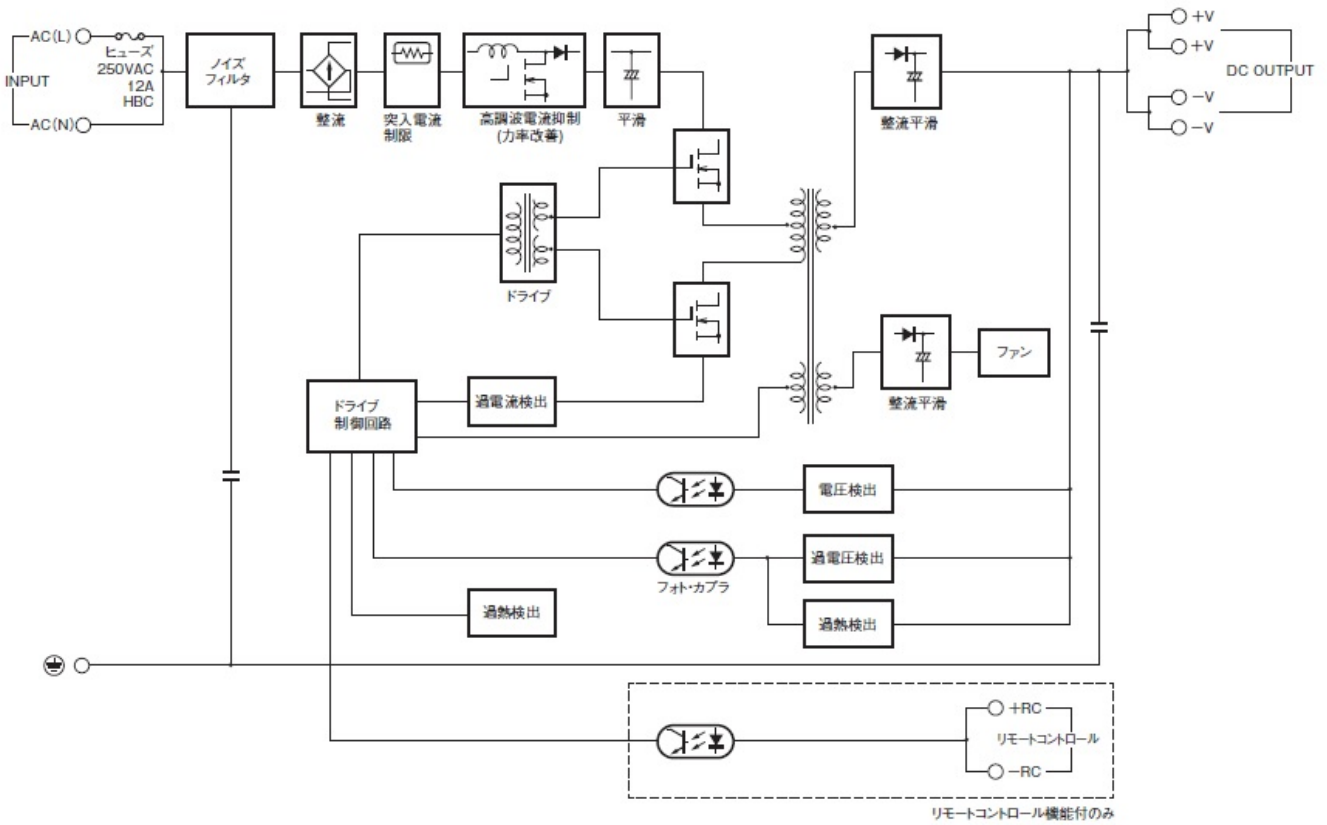 AC(L)
ヒューズ
250VAC
12A
HBC
INPUT
AC(N)
ノイズ
フィルタ
整流
突入電流
制限
高調波電流抑制
(力率改善)
平滑
整流平滑
+V
+V
DC OUTPUT
−V
−V
ドライブ
整流平滑
ファン
ドライブ
制御回路
過電流検出
電圧検出
過電圧検出
フォト・カプラ
過熱検出
過熱検出
+RC
リモートコントロール
−RC
リモートコントロール機能付のみ